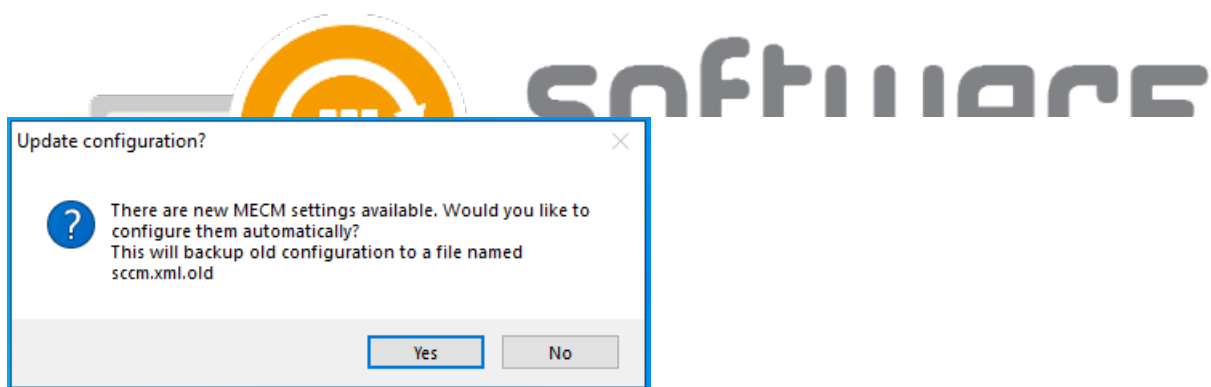 software
Update configuration?
There are new MECM settings available. Would you like to
configure them automatically?
This will backup old configuration to a file named
sccm.xml.old
Yes
No